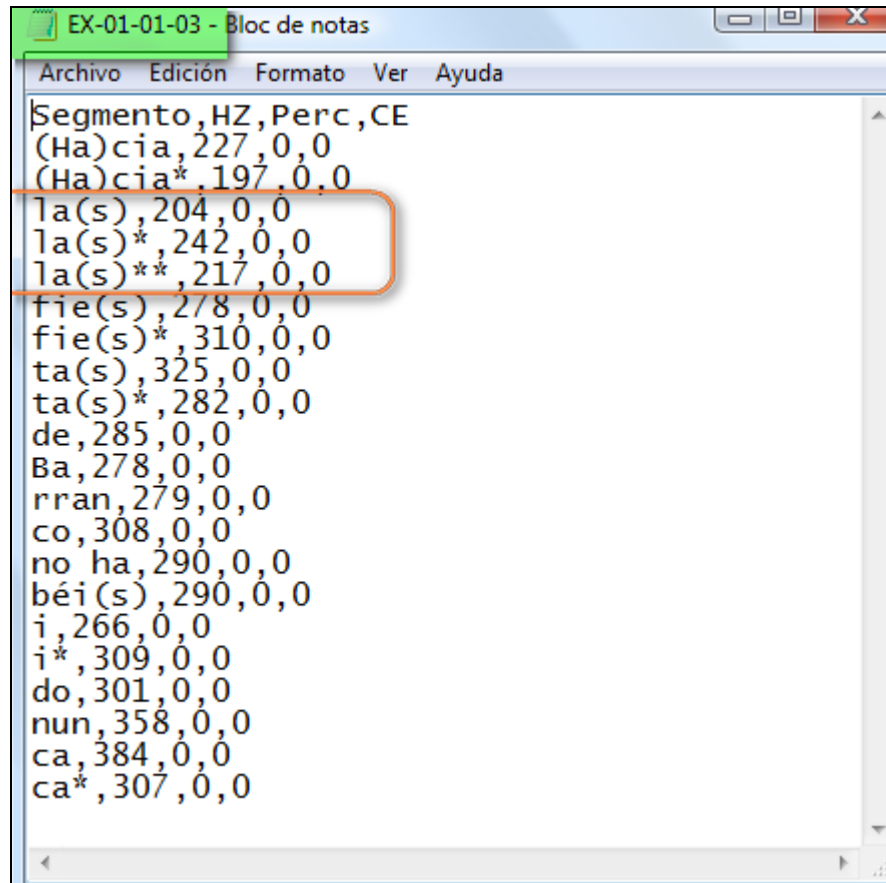 EX-01-01-03 - Bloc de notas
Archivo Edición Formato Ver Ayuda
Segmento,HZ,Perc,CE
(Ha)cia,227,0,0
(Ha)cia*,197,0,0
la(s),204,0,0
la(s)*,242,0,0
la(s)**,217,0,0
fie(s),278,0,0
fie(s)*,310,0,0
ta(s),325,0,0
ta(s)*,282,0,0
de,285,0,0
Ba,278,0,0
rran,279,0,0
co,308,0,0
no ha,290,0,0
béi(s),290,0,0
i,266,0,0
i*,309,0,0
do,301,0,0
nun,358,0,0
ca,384,0,0
ca*,307,0,0